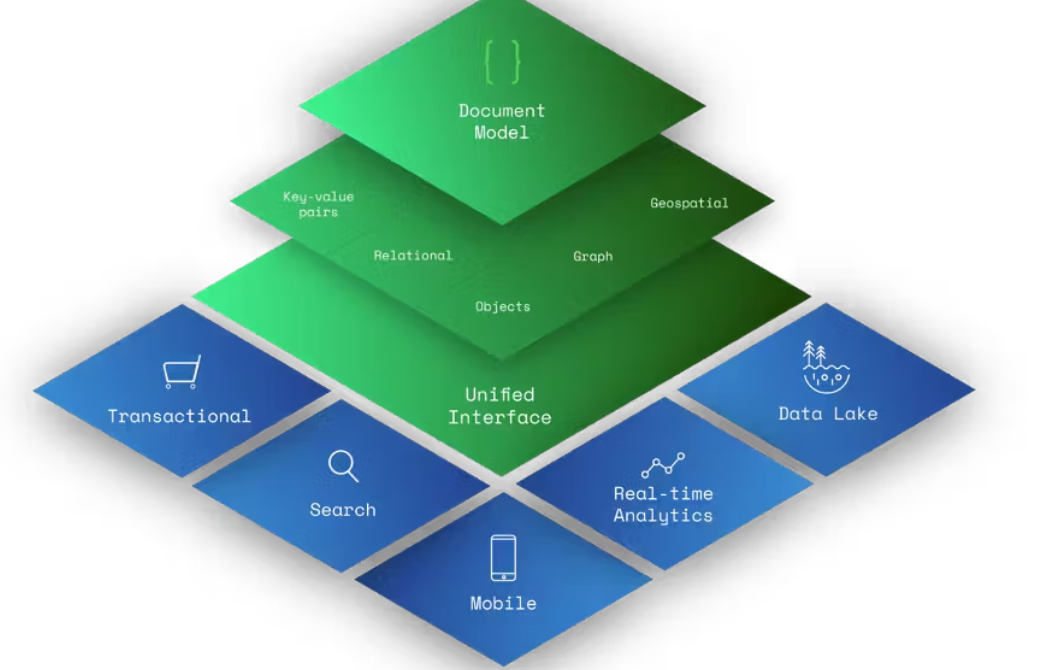 { }
Document
Model
Key-value
pairs
Geospatial
Relational
Graph
Objects
Unified
Interface
Transactional
Data Lake
Search
Real-time
Analytics
Mobile